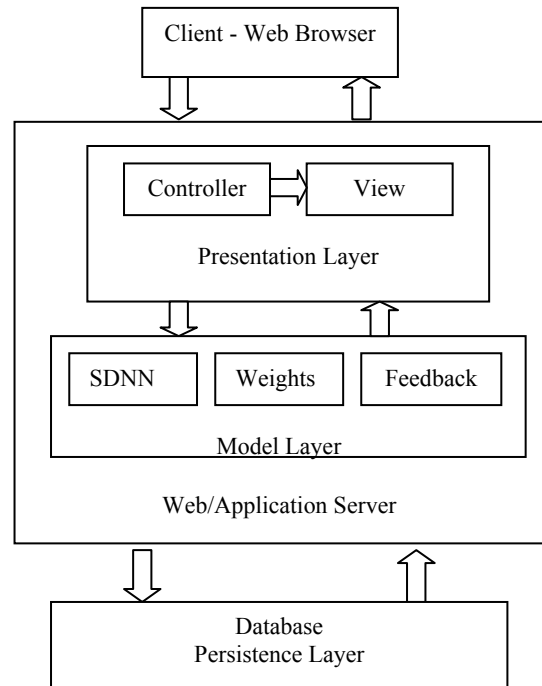 Client - Web Browser
Controller
View
Presentation Layer
SDNN
Weights
Feedback
Model Layer
Web/Application Server
Database
Persistence Layer